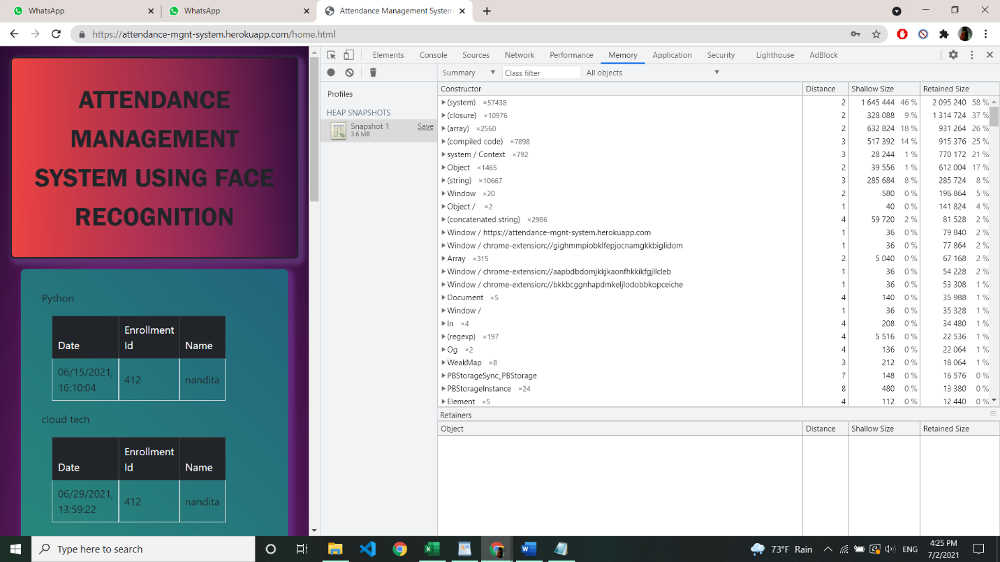 WhatsApp
WhatsApp
Attendance Management System
https://attendance-mgnt-system.herokuapp.com/home.html
ATTENDANCE
MANAGEMENT
SYSTEM USING FACE
RECOGNITION
Python
Date Enrollment Id Name
06/15/2021, 16:10:04 412 nandita
cloud tech
Date Enrollment Id Name
06/29/2021, 13:59:22 412 nandita
Elements Console Sources Network Performance Memory Application Security Lighthouse AdBlock
Summary Class filter All objects
Profiles
HEAP SNAPSHOTS
Snapshot 1 Save
3.6 MB
Constructor Distance Shallow Size Retained Size
(system) ×57438 2 1 645 444 46 % 2 095 240 58 %
(closure) ×10976 2 328 088 9 % 1 314 724 37 %
(array) ×2560 2 632 824 18 % 931 264 26 %
(compiled code) ×7898 3 517 392 14 % 915 376 25 %
system / Context ×792 3 28 244 1 % 770 172 21 %
Object ×1465 2 39 556 1 % 612 004 17 %
(string) ×10667 3 285 684 8 % 285 724 8 %
Window ×20 2 580 0 % 196 864 5 %
Object / ×2 1 40 0 % 141 824 4 %
(concatenated string) ×2986 4 59 720 2 % 81 528 2 %
Window / https://attendance-mgnt-system.herokuapp.com 1 36 0 % 79 840 2 %
Window / chrome-extension://gighmmpiobklfepjocnamgkkbiglidom 1 36 0 % 77 864 2 %
Array ×315 2 5 040 0 % 67 168 2 %
Window / chrome-extension://aapbdbdomjkkjkaonfhkkikfgjllcleb 1 36 0 % 54 228 2 %
Window / chrome-extension://bkkbcggnhapdmkeljlodobbkopceiche 1 36 0 % 53 308 1 %
Document ×5 4 140 0 % 35 988 1 %
Window / 1 36 0 % 35 328 1 %
In ×4 4 208 0 % 34 480 1 %
(regexp) ×197 4 5 516 0 % 22 536 1 %
Og ×2 4 136 0 % 22 064 1 %
WeakMap ×8 3 212 0 % 18 064 1 %
PBStorageSync_PBStorage 7 148 0 % 16 576 0 %
PBStorageInstance ×24 8 480 0 % 13 380 0 %
Element ×5 4 112 0 % 12 440 0 %
Retainers
Object Distance Shallow Size Retained Size
Type here to search
73°F Rain ENG 4:25 PM
7/2/2021